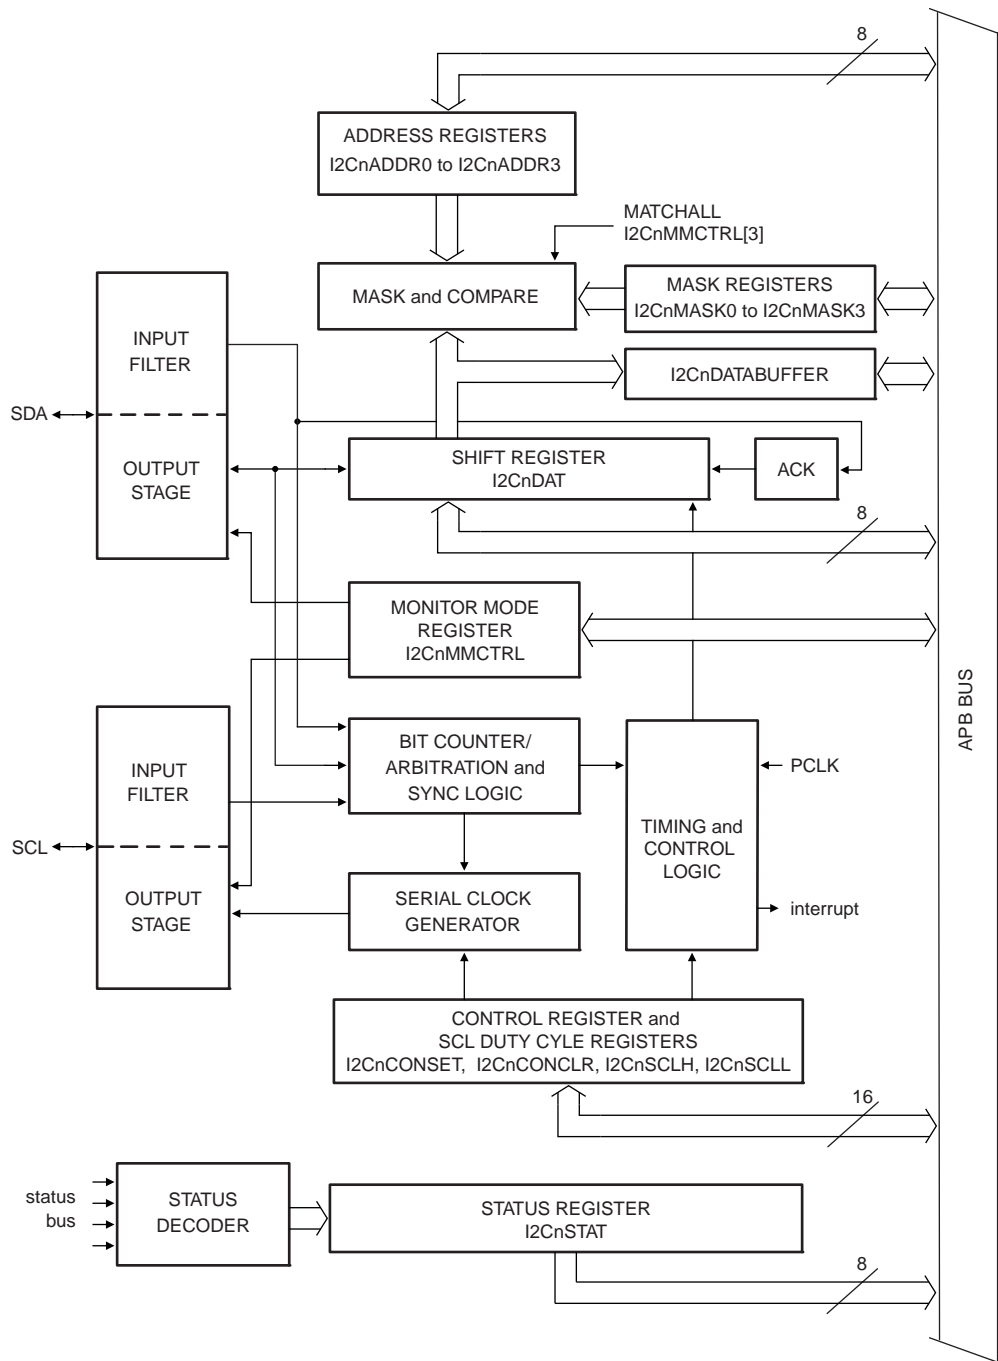 8
ADDRESS REGISTERS
I2CnADDR0 to I2CnADDR3
MATCHALL
I2CnMMCTRL[3]
MASK and COMPARE
MASK REGISTERS
I2CnMASK0 to I2CnMASK3
I2CnDATABUFFER
INPUT
FILTER
SDA
OUTPUT
STAGE
SHIFT REGISTER
I2CnDAT
ACK
8
MONITOR MODE
REGISTER
I2CnMMCTRL
APB BUS
BIT COUNTER/
ARBITRATION and
SYNC LOGIC
PCLK
INPUT
FILTER
SCL
OUTPUT
STAGE
TIMING and
CONTROL
LOGIC
interrupt
SERIAL CLOCK
GENERATOR
CONTROL REGISTER and
SCL DUTY CYLE REGISTERS
I2CnCONSET, I2CnCONCLR, I2CnSCLH, I2CnSCLL
16
status
bus
STATUS
DECODER
STATUS REGISTER
I2CnSTAT
8